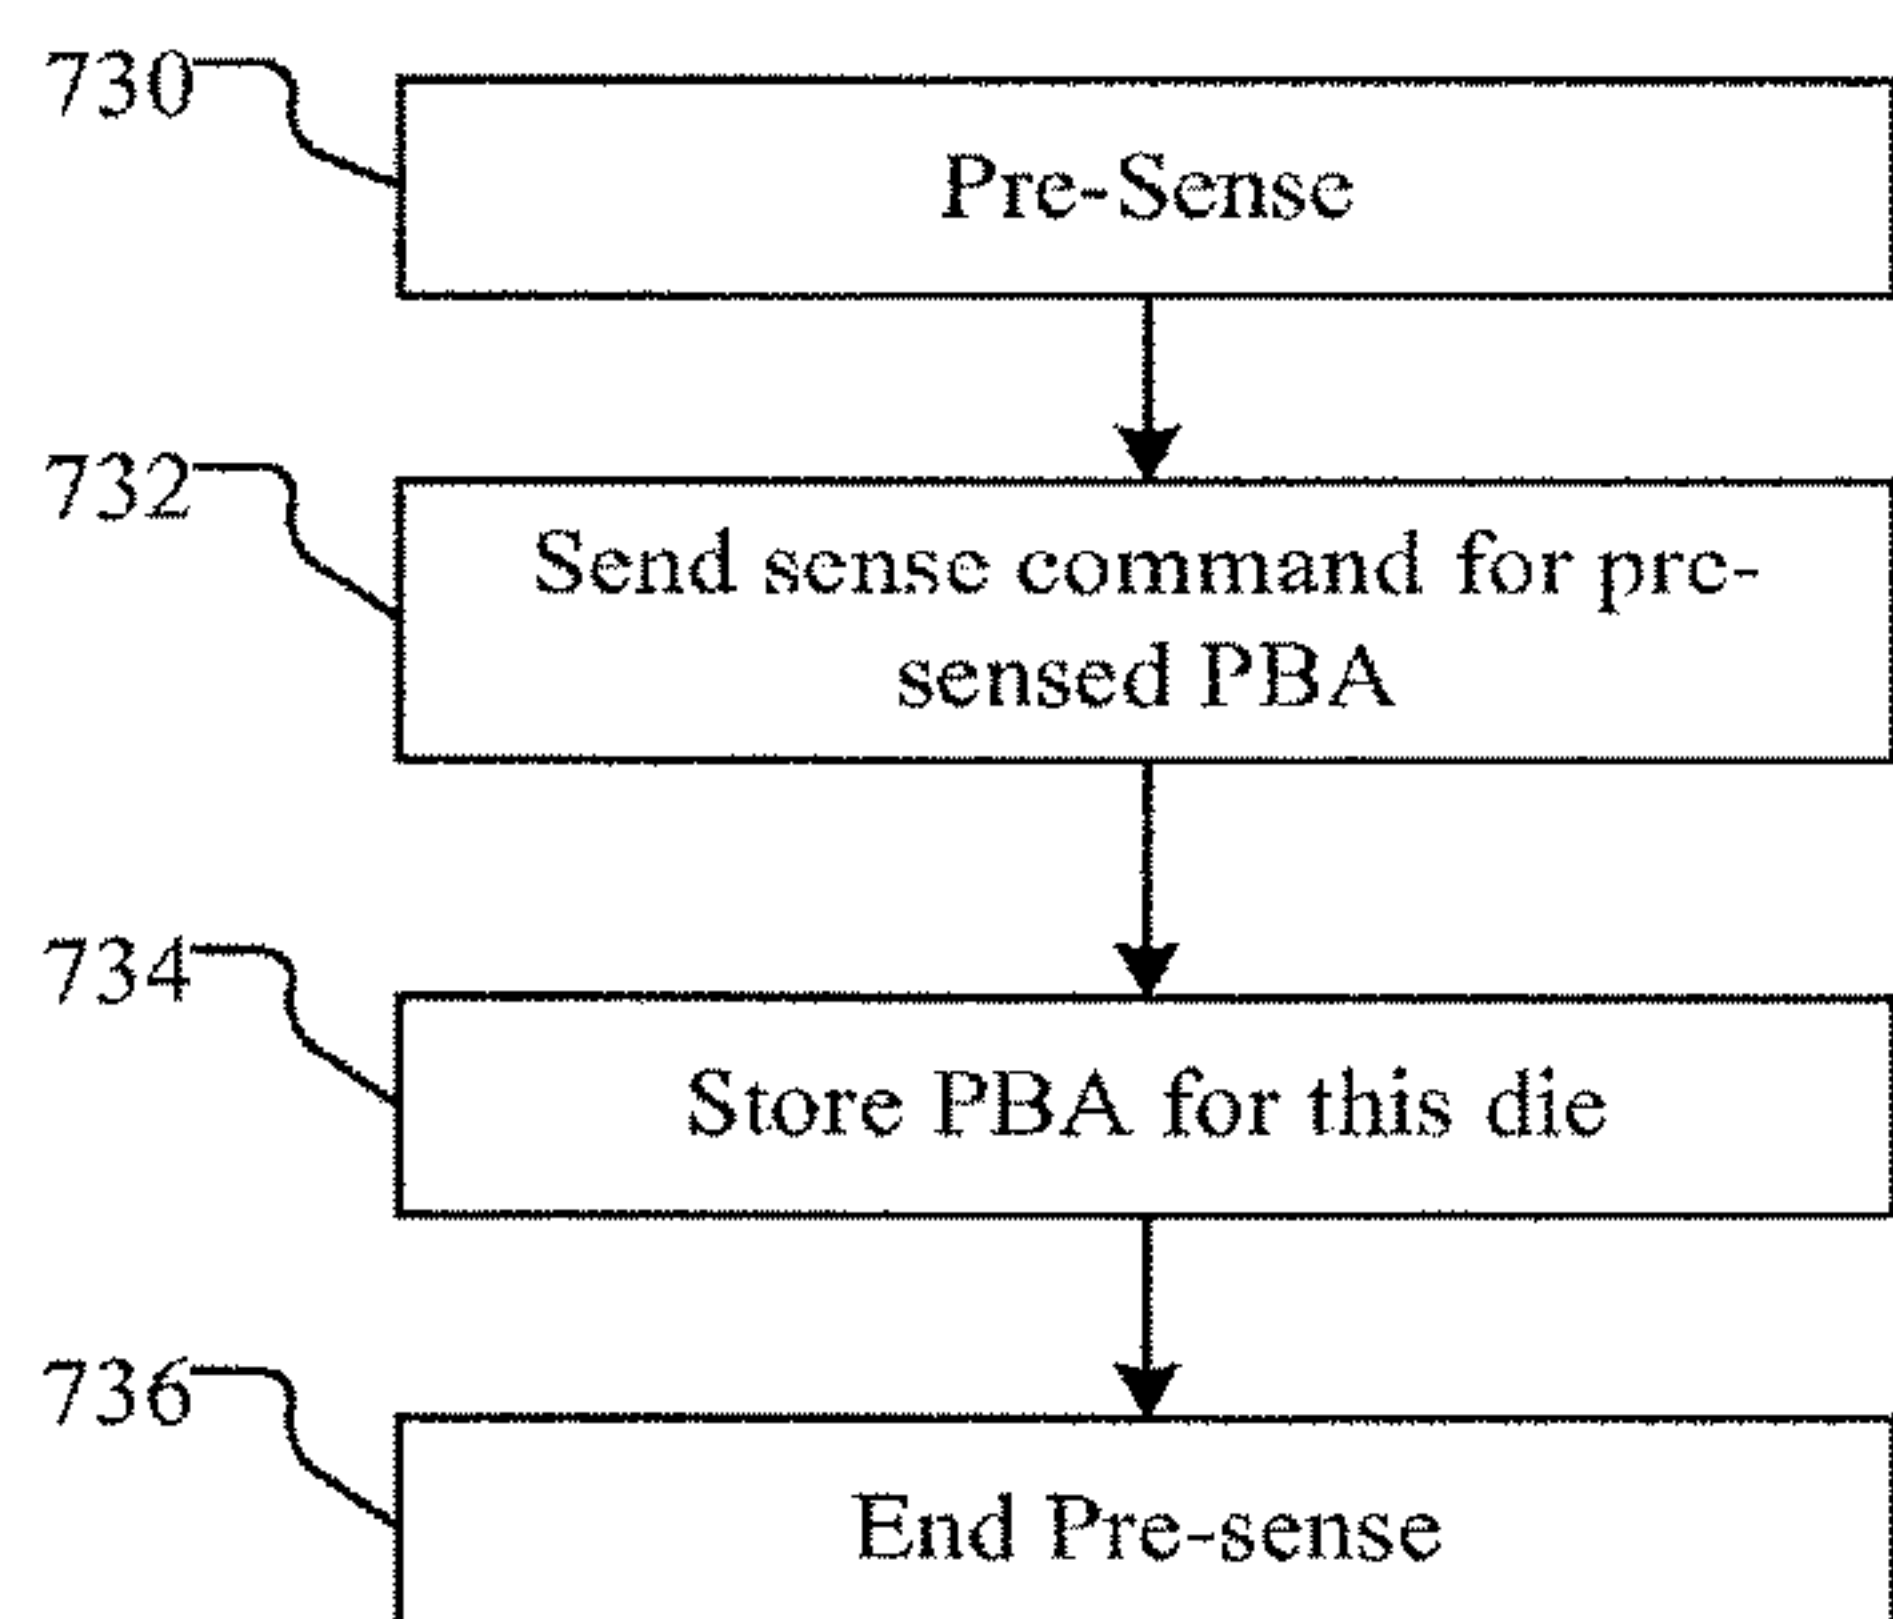 730
Pre-Sense
732
Send sense command for pre-
sensed PBA
734
Store PBA for this die
736
End Pre-sense